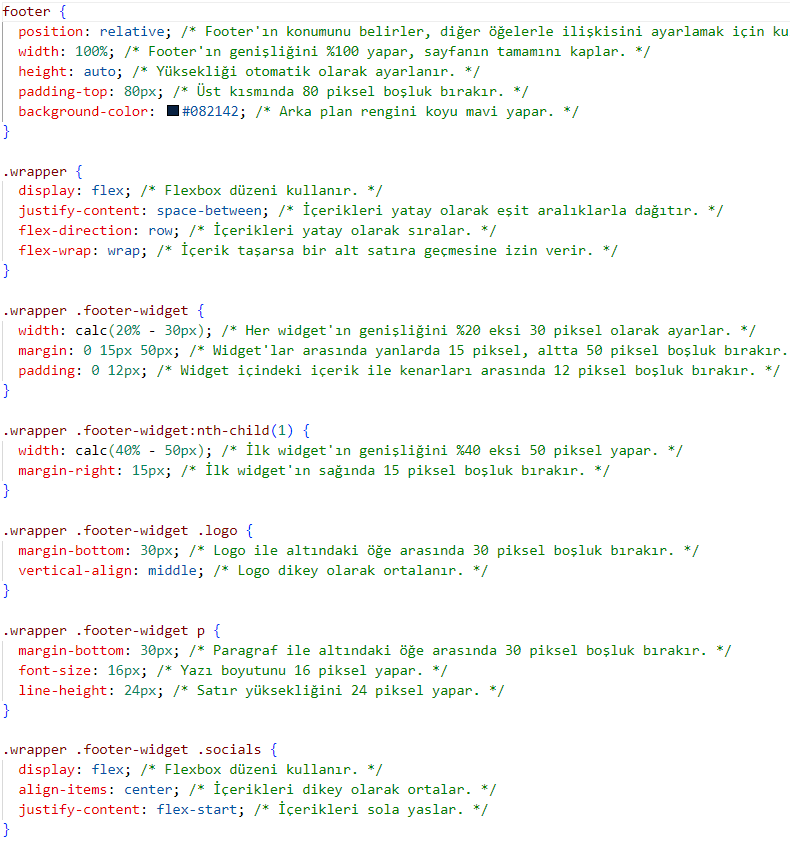 footer {
position: relative; /* Footer'ın konumunu belirler, diğer öğelerle ilişkisini ayarlamak için ku
width: 100%; /* Footer'ın genişliğini %100 yapar, sayfanın tamamını kaplar. */
height: auto; /* Yüksekliği otomatik olarak ayarlanır. */
padding-top: 80px; /* Üst kısmında 80 piksel boşluk bırakır. */
background-color: #082142; /* Arka plan rengini koyu mavi yapar. */
}
.wrapper {
display: flex; /* Flexbox düzeni kullanır. */
justify-content: space-between; /* İçerikleri yatay olarak eşit aralıklarla dağıtır. */
flex-direction: row; /* İçerikleri yatay olarak sıralar. */
flex-wrap: wrap; /* İçerik taşarsa bir alt satıra geçmesine izin verir. */
}
.wrapper .footer-widget {
width: calc(20% - 30px); /* Her widget'ın genişliğini %20 eksi 30 piksel olarak ayarlar. */
margin: 0 15px 50px; /* Widget'lar arasında yanlarda 15 piksel, altta 50 piksel boşluk bırakır.
padding: 0 12px; /* Widget içindeki içerik ile kenarları arasında 12 piksel boşluk bırakır. */
}
.wrapper .footer-widget:nth-child(1) {
width: calc(40% - 50px); /* İlk widget'ın genişliğini %40 eksi 50 piksel yapar. */
margin-right: 15px; /* İlk widget'ın sağında 15 piksel boşluk bırakır. */
}
.wrapper .footer-widget .logo {
margin-bottom: 30px; /* Logo ile altındaki öğe arasında 30 piksel boşluk bırakır. */
vertical-align: middle; /* Logo dikey olarak ortalanır. */
}
.wrapper .footer-widget p {
margin-bottom: 30px; /* Paragraf ile altındaki öğe arasında 30 piksel boşluk bırakır. */
font-size: 16px; /* Yazı boyutunu 16 piksel yapar. */
line-height: 24px; /* Satır yüksekliğini 24 piksel yapar. */
}
.wrapper .footer-widget .socials {
display: flex; /* Flexbox düzeni kullanır. */
align-items: center; /* İçerikleri dikey olarak ortalar. */
justify-content: flex-start; /* İçerikleri sola yaslar. */
}